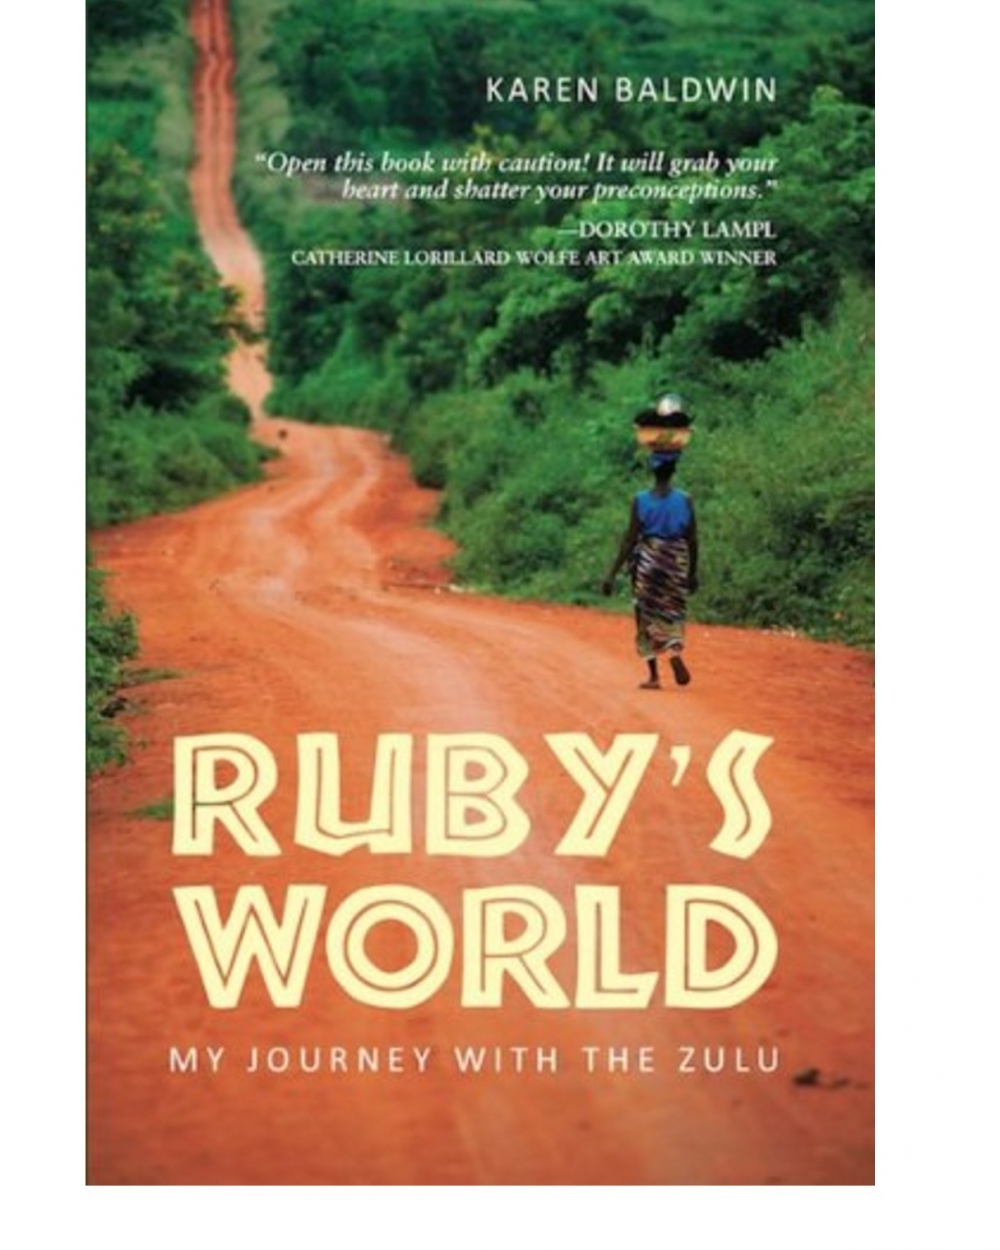 KAREN BALDWIN
“Open this book with caution! It will grab your
heart and shatter your preconceptions.”
—DOROTHY LAMPL
CATHERINE LORILLARD WOLFE ART AWARD WINNER
RUBY’S
WORLD
MY JOURNEY WITH THE ZULU